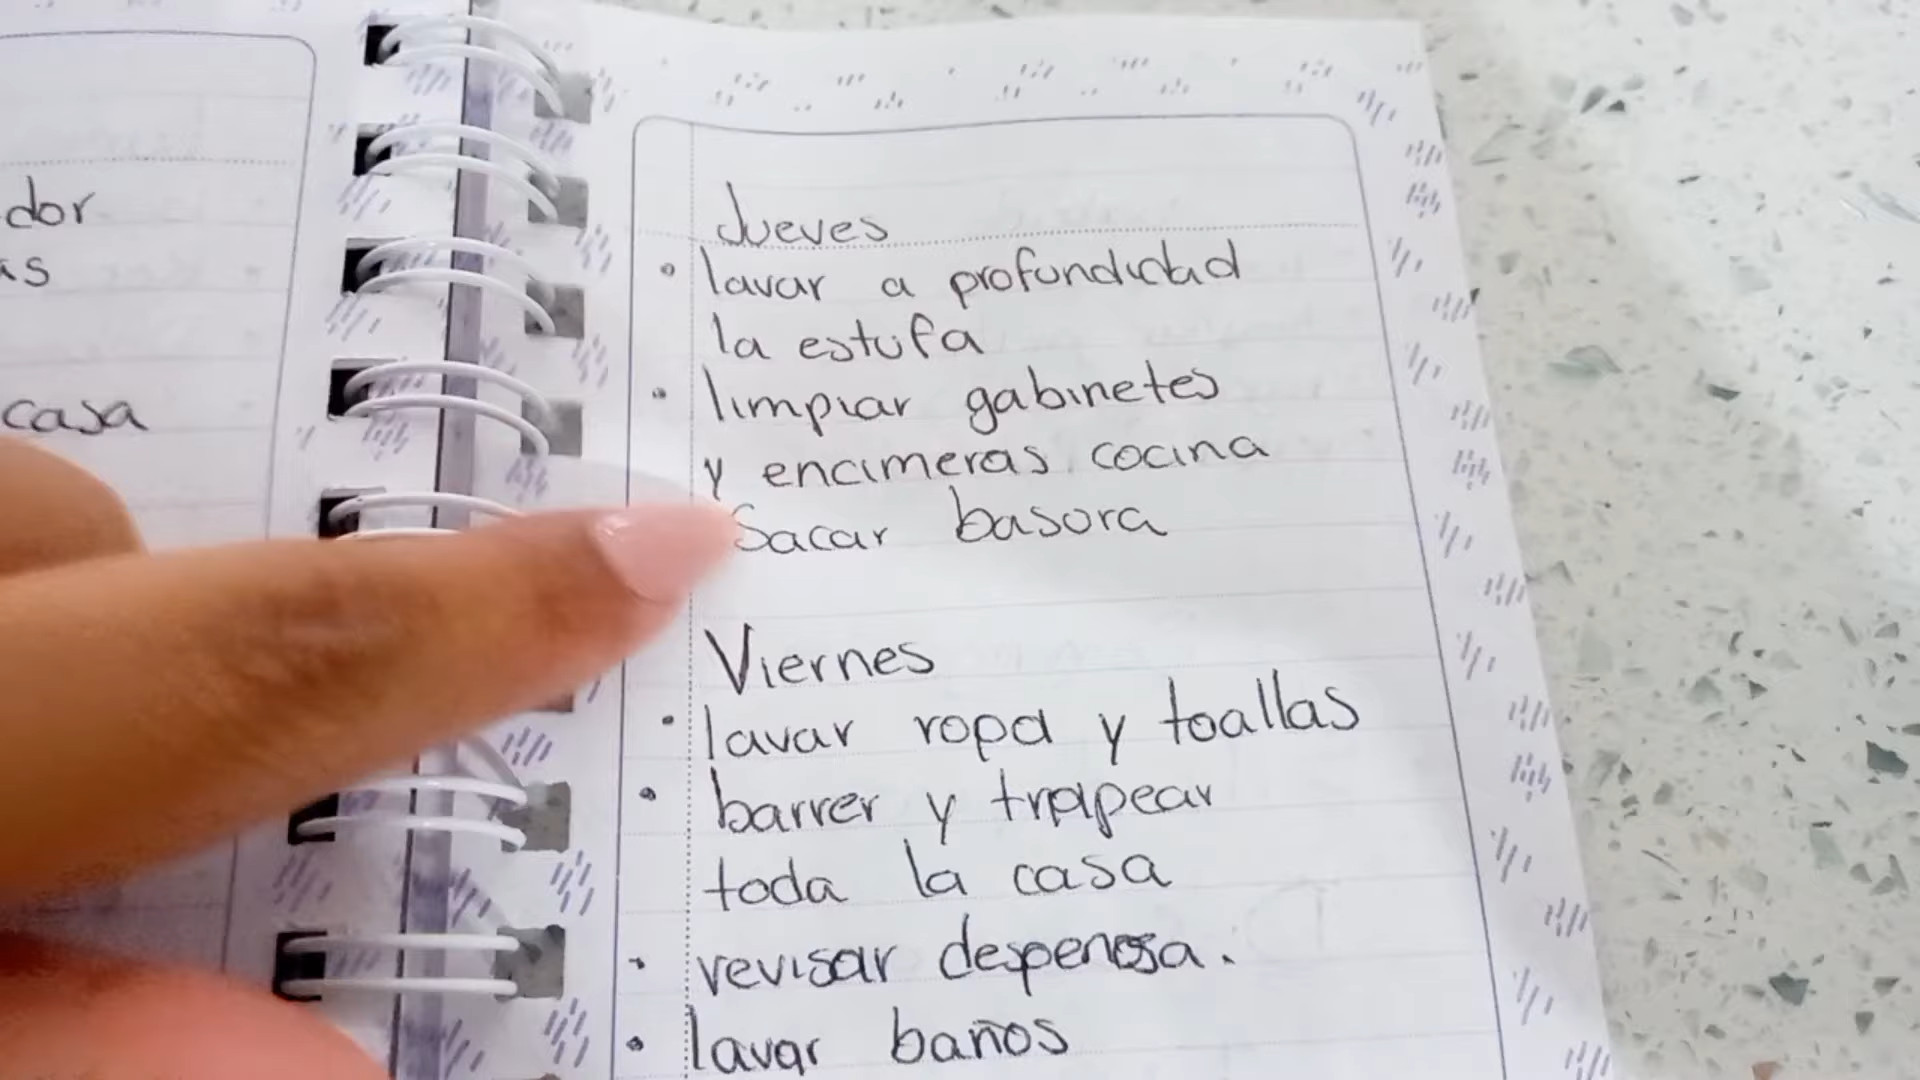 dor
as
casa
Jueves
• lavar a profundidad
la estufa
• limpiar gabinetes
y encimeras cocina
Sacar basura
Viernes
• lavar ropa y toallas
• barrer y trapear
toda la casa
• revisar despensa.
• lavar baños